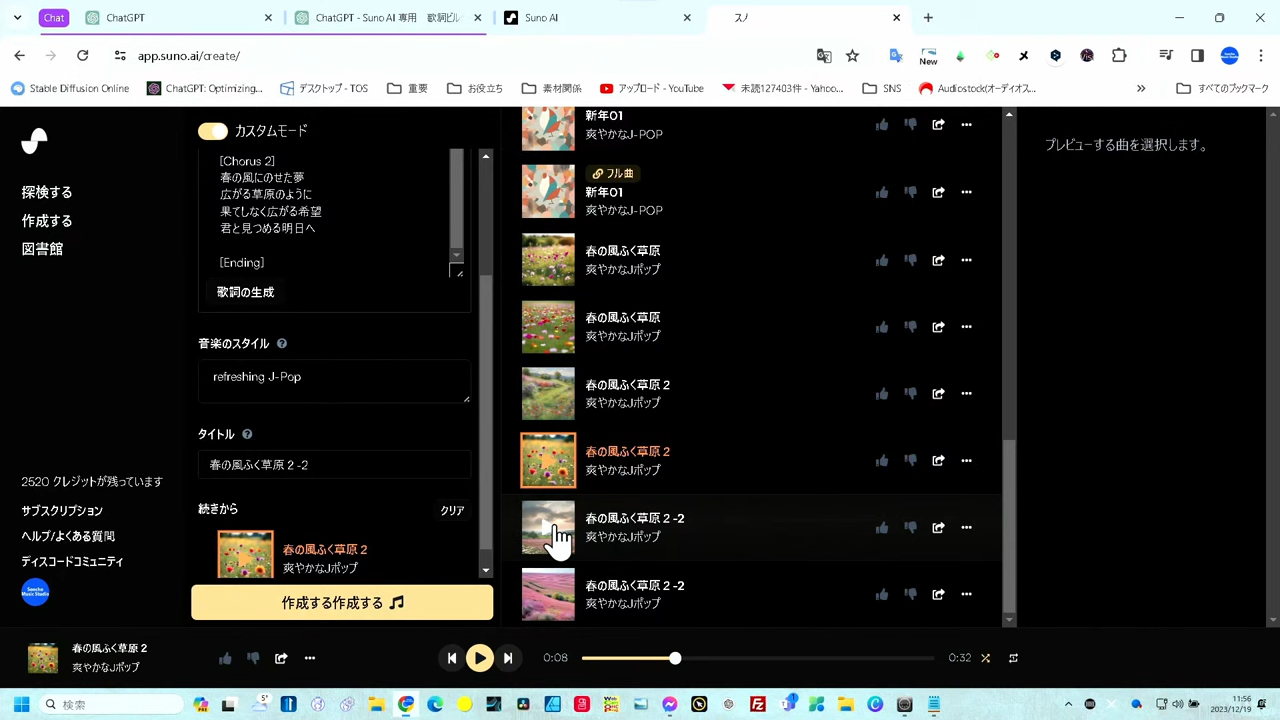 Chat
ChatGPT
ChatGPT - Suno AI 専用 歌詞ビル
Suno AI
スノ
app.suno.ai/create/
New
Stable Diffusion Online
ChatGPT: Optimizing...
デスクトップ - TOS
重要
お役立ち
素材関係
アップロード - YouTube
未読127403件 - Yahoo...
SNS
Audiostock(オーディオス...
»
すべてのブックマーク
探検する
作成する
図書館
2520 クレジットが残っています
サブスクリプション
ヘルプ/よくある質問
ディスコードコミュニティ
カスタムモード
[Chorus 2]
春の風にのせた夢
広がる草原のように
果てしなく広がる希望
君と見つめる明日へ
[Ending]
歌詞の生成
音楽のスタイル
refreshing J-Pop
タイトル
春の風ふく草原 2 -2
続きから
クリア
春の風ふく草原 2
爽やかなJポップ
作成する作成する
新年01
爽やかなJ-POP
フル曲
新年01
爽やかなJ-POP
春の風ふく草原
爽やかなJポップ
春の風ふく草原
爽やかなJポップ
春の風ふく草原 2
爽やかなJポップ
春の風ふく草原 2
爽やかなJポップ
春の風ふく草原 2 -2
爽やかなJポップ
春の風ふく草原 2 -2
爽やかなJポップ
プレビューする曲を選択します。
春の風ふく草原 2
爽やかなJポップ
0:08
0:32
検索
5°
11:56
2023/12/19